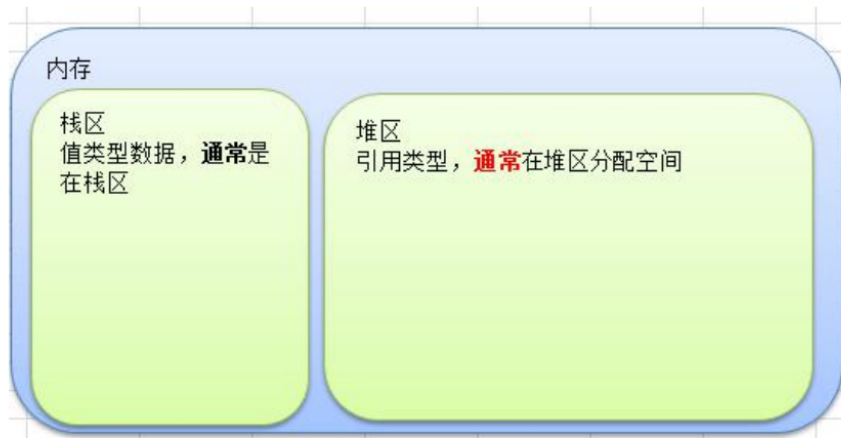 内存
栈区
值类型数据，通常是
在栈区
堆区
引用类型，通常在堆区分配空间